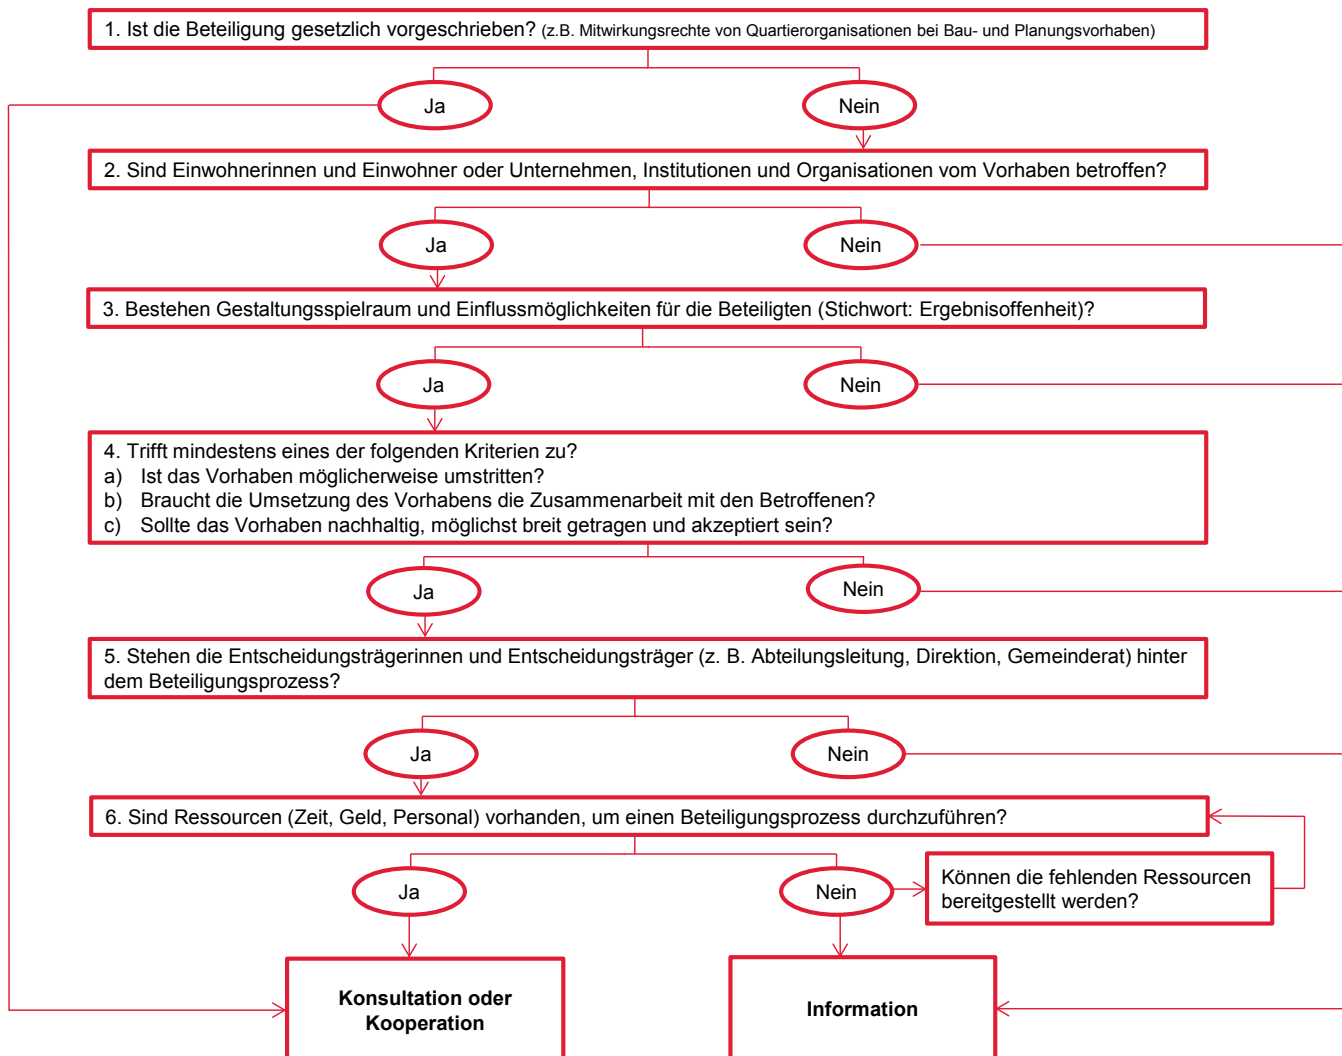 1. Ist die Beteiligung gesetzlich vorgeschrieben? (z.B. Mitwirkungsrechte von Quartierorganisationen bei Bau- und Planungsvorhaben)
Ja
Nein
2. Sind Einwohnerinnen und Einwohner oder Unternehmen, Institutionen und Organisationen vom Vorhaben betroffen?
Ja
Nein
3. Bestehen Gestaltungsspielraum und Einflussmöglichkeiten für die Beteiligten (Stichwort: Ergebnisoffenheit)?
Ja
Nein
4. Trifft mindestens eines der folgenden Kriterien zu?
a) Ist das Vorhaben möglicherweise umstritten?
b) Braucht die Umsetzung des Vorhabens die Zusammenarbeit mit den Betroffenen?
c) Sollte das Vorhaben nachhaltig, möglichst breit getragen und akzeptiert sein?
Ja
Nein
5. Stehen die Entscheidungsträgerinnen und Entscheidungsträger (z. B. Abteilungsleitung, Direktion, Gemeinderat) hinter
dem Beteiligungsprozess?
Ja
Nein
6. Sind Ressourcen (Zeit, Geld, Personal) vorhanden, um einen Beteiligungsprozess durchzuführen?
Ja
Nein
Können die fehlenden Ressourcen
bereitgestellt werden?
Konsultation oder
Kooperation
Information